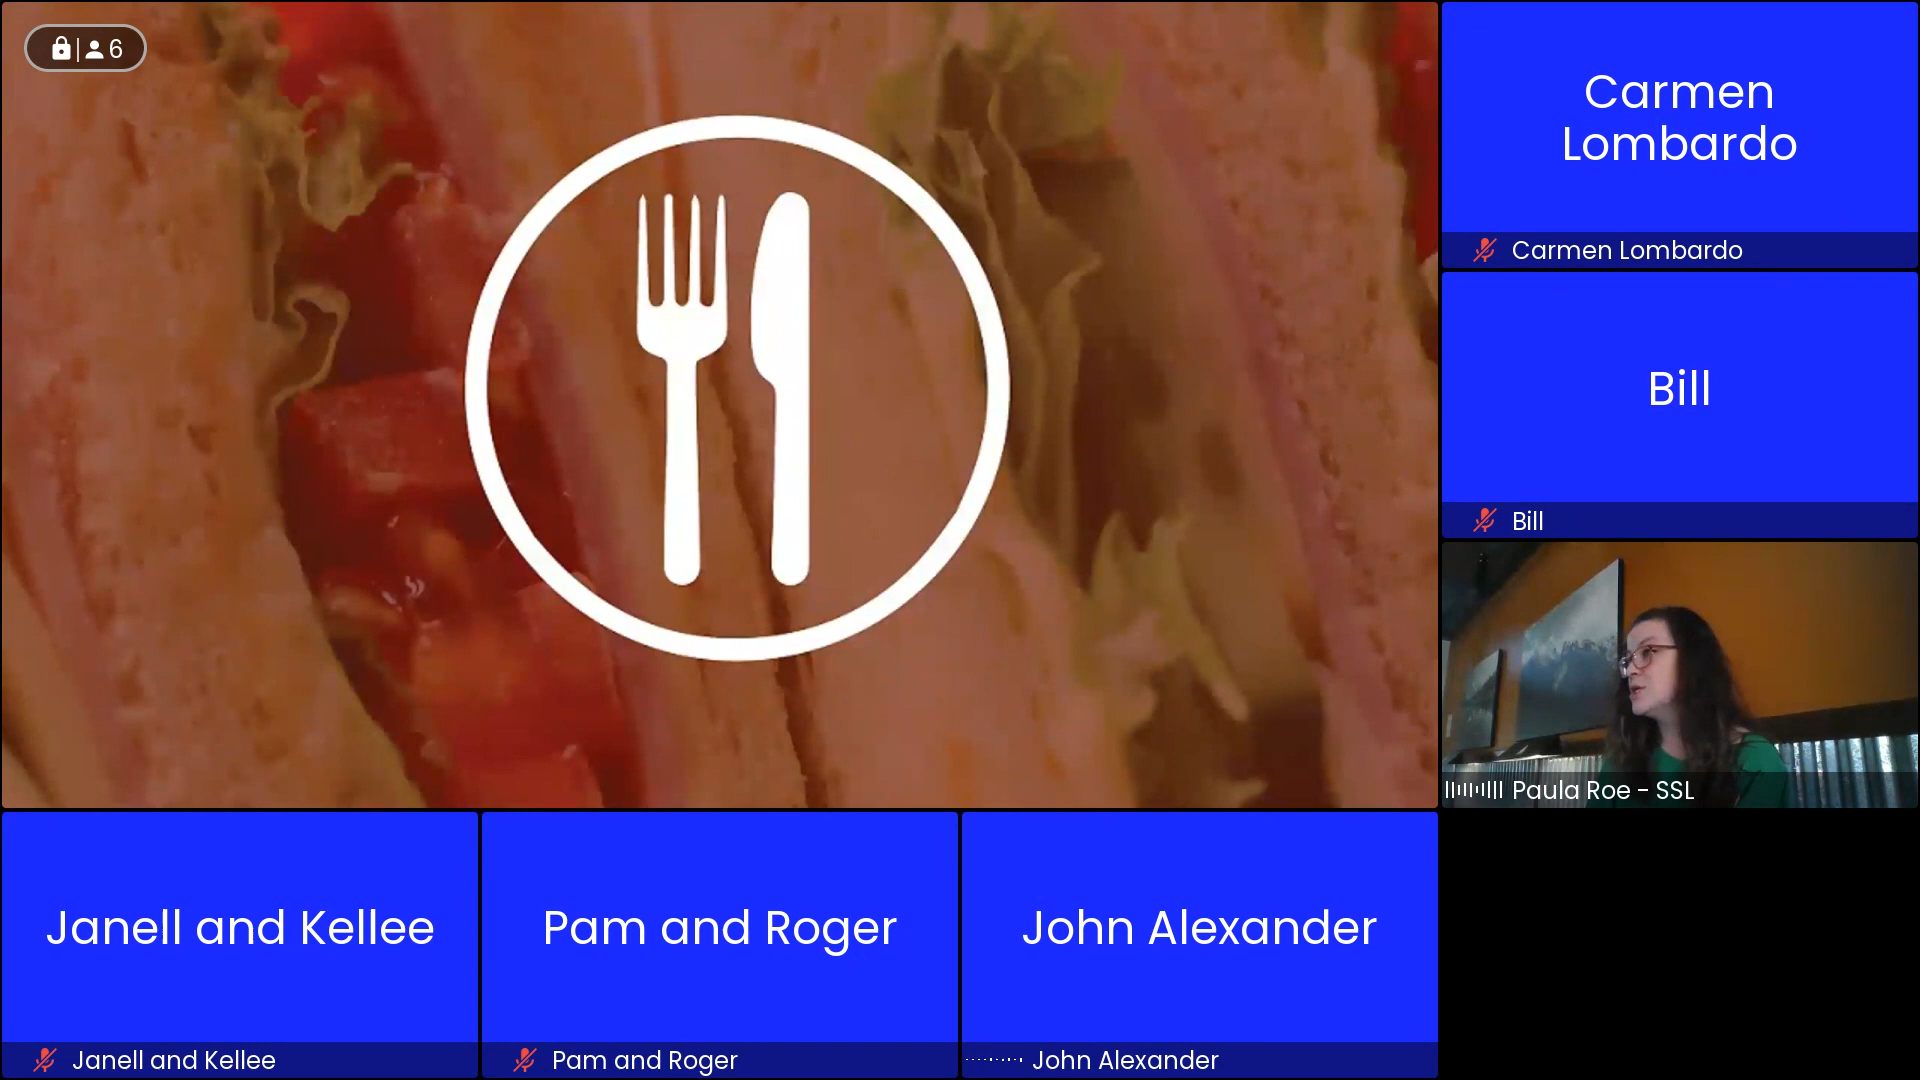 6
Carmen
Lombardo
Carmen Lombardo
Bill
Bill
Paula Roe - SSL
Janell and Kellee
Janell and Kellee
Pam and Roger
Pam and Roger
John Alexander
John Alexander